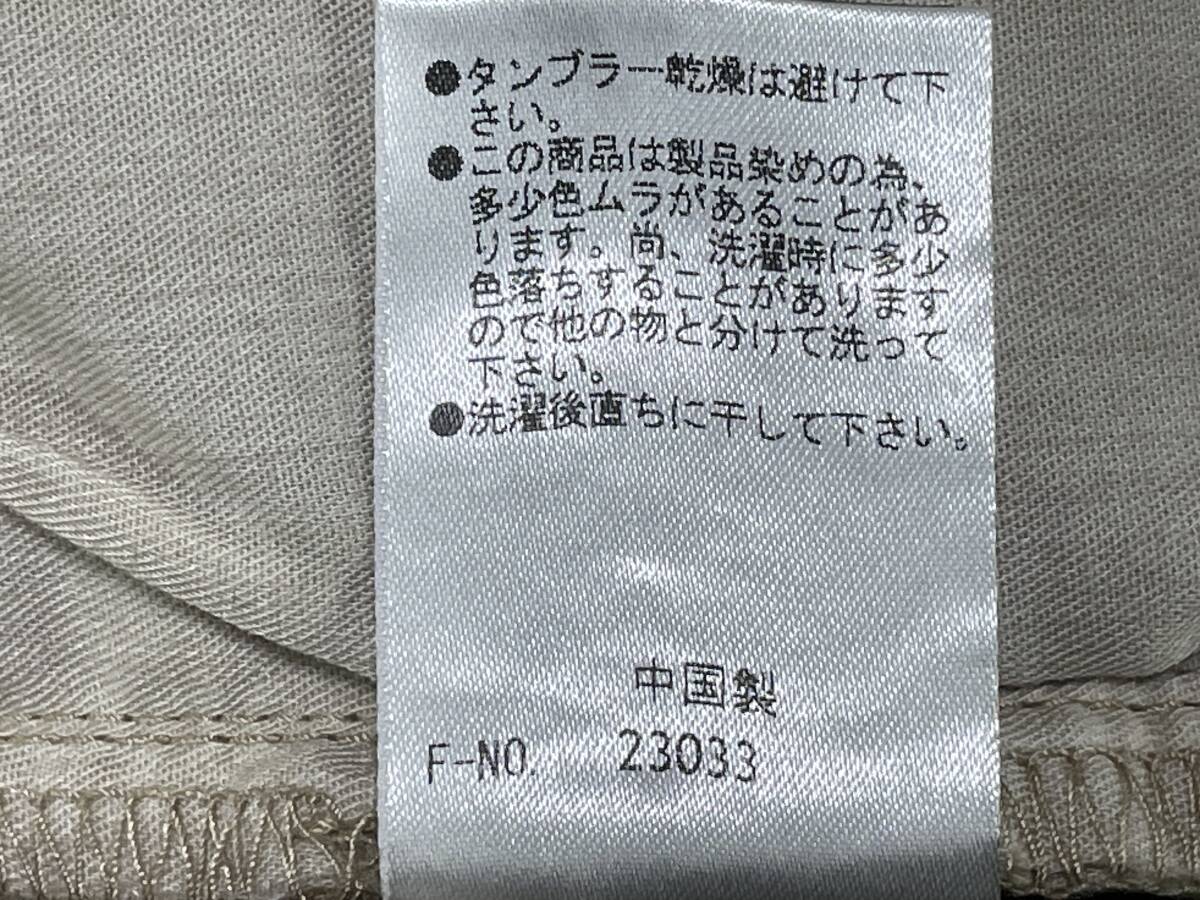 ●タンブラー乾燥は避けて下
さい。
●この商品は製品染めの為、
多少色ムラがあることがあ
ります。尚、洗濯時に多少
色落ちすることがあります
ので他の物と分けて洗って
下さい。
●洗濯後直ちに干して下さい。
中国製
F-NO. 23033